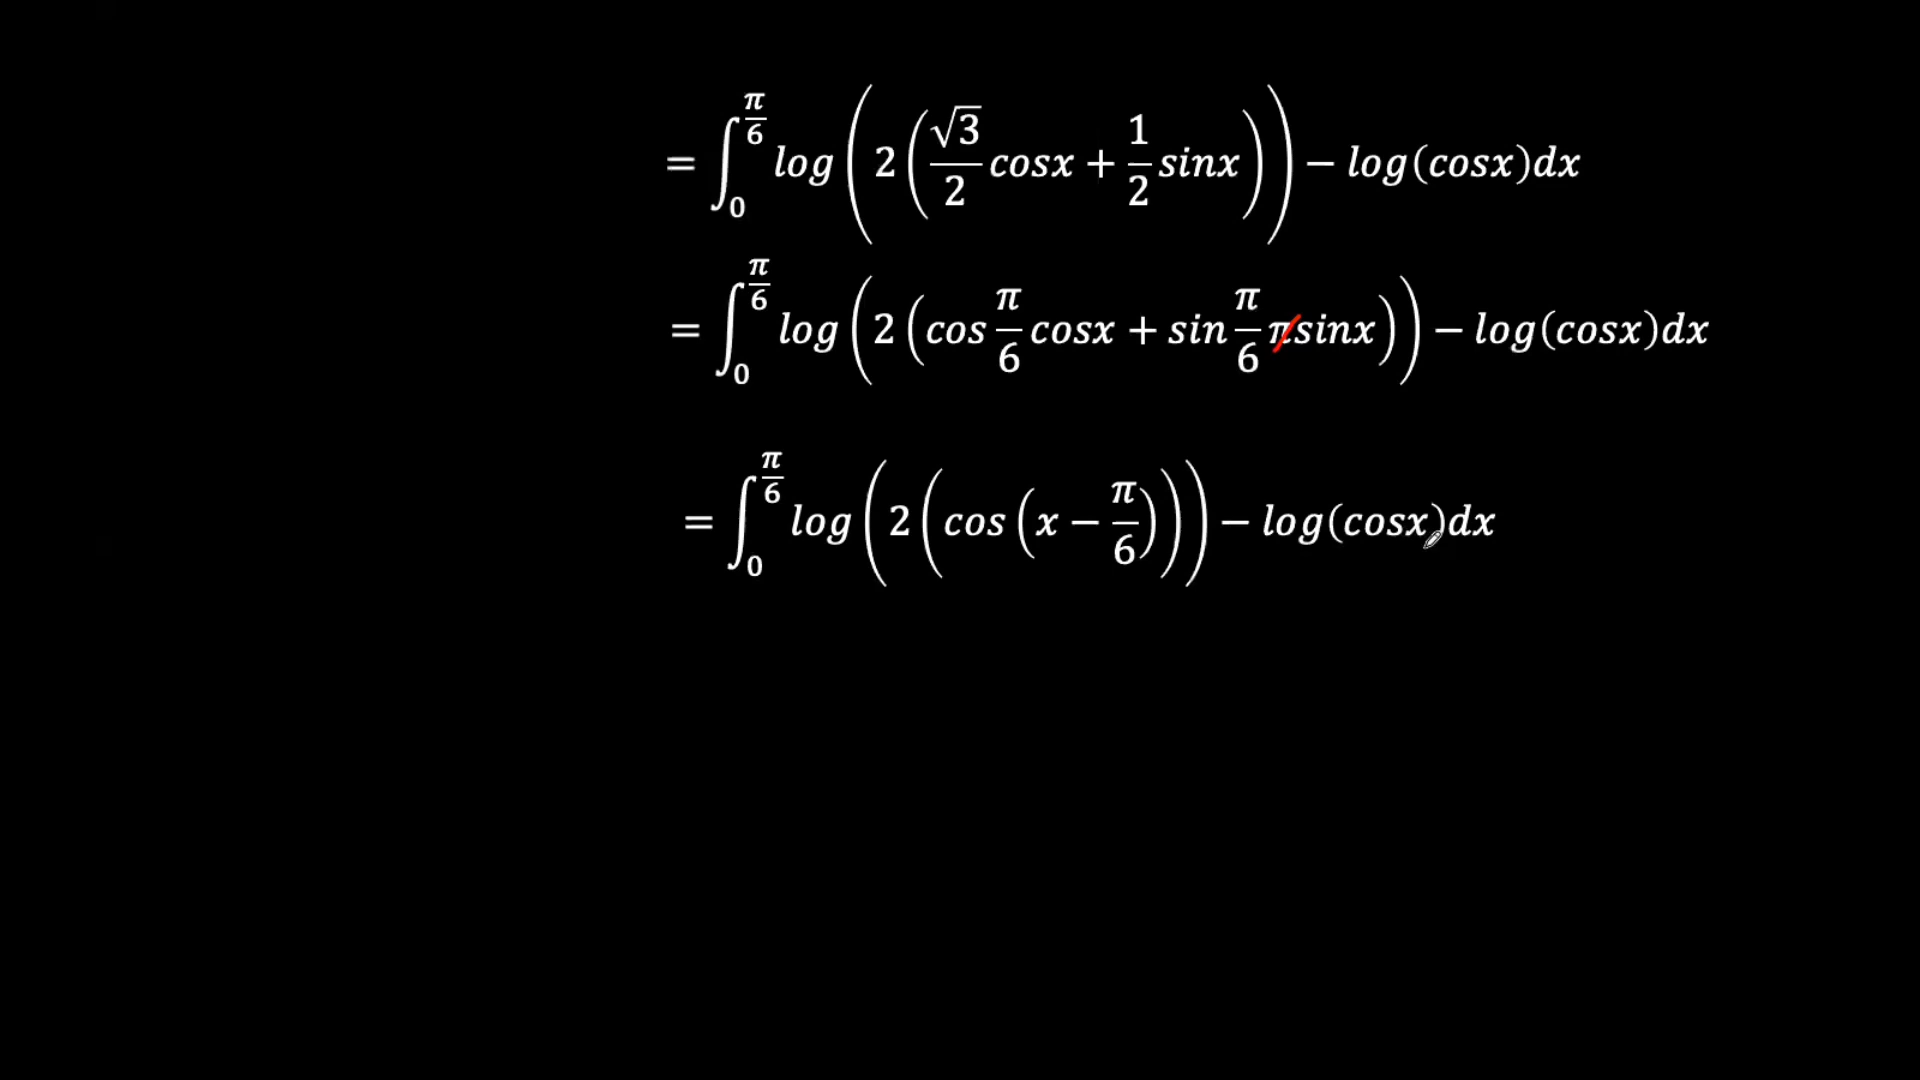 = ∫₀^(π/6) log(2(√3/2 cosx + 1/2 sinx)) − log(cosx)dx
= ∫₀^(π/6) log(2(cos π/6 cosx + sin π/6 πsinx)) − log(cosx)dx
= ∫₀^(π/6) log(2(cos(x − π/6))) − log(cosx)dx